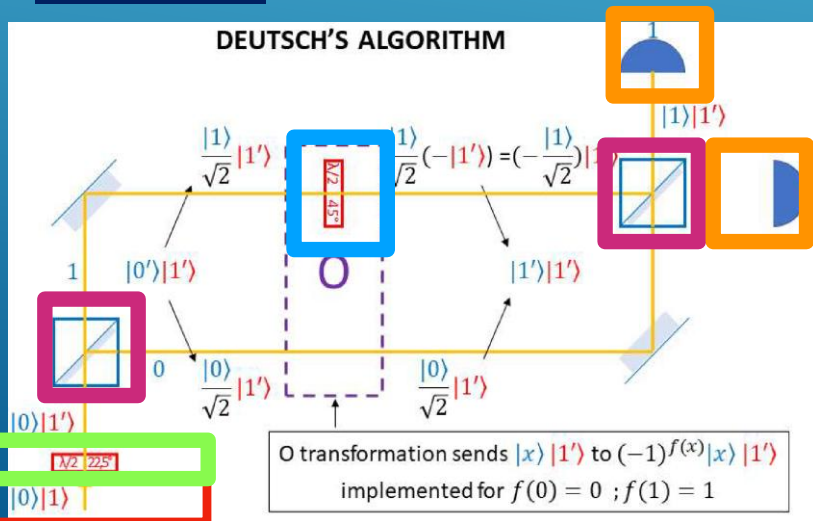 DEUTSCH'S ALGORITHM
1
|1⟩|1′⟩
|1⟩/√2 |1′⟩
λ/2 45°
|1⟩/√2 (−|1′⟩) = (− |1⟩/√2)|1′⟩
1
|0′⟩|1′⟩
O
|1′⟩|1′⟩
0
|0⟩/√2 |1′⟩
|0⟩/√2 |1′⟩
|0⟩|1′⟩
λ/2 22,5°
|0⟩|1⟩
O transformation sends |x⟩ |1′⟩ to (−1)^f(x)|x⟩ |1′⟩
implemented for f(0) = 0 ; f(1) = 1